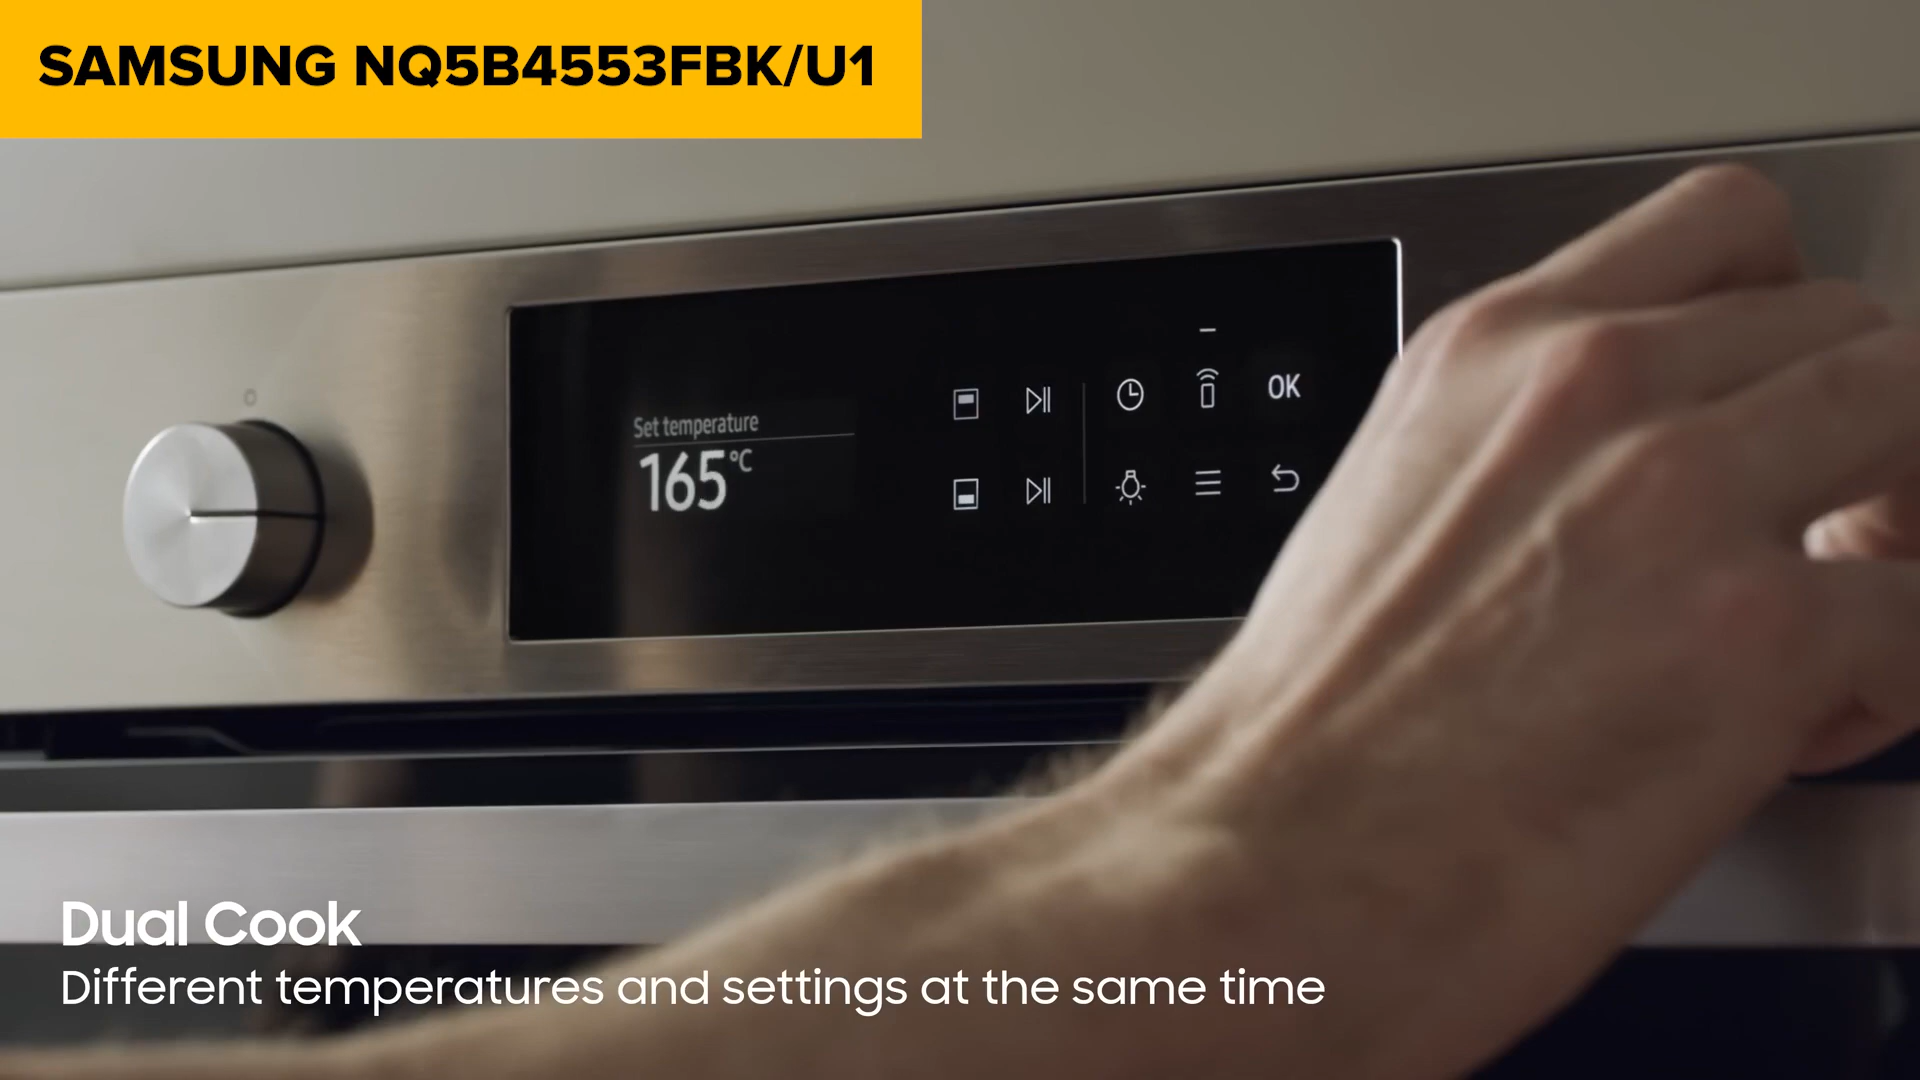 SAMSUNG NQ5B4553FBK/U1
Set temperature
165°C
OK
Dual Cook
Different temperatures and settings at the same time